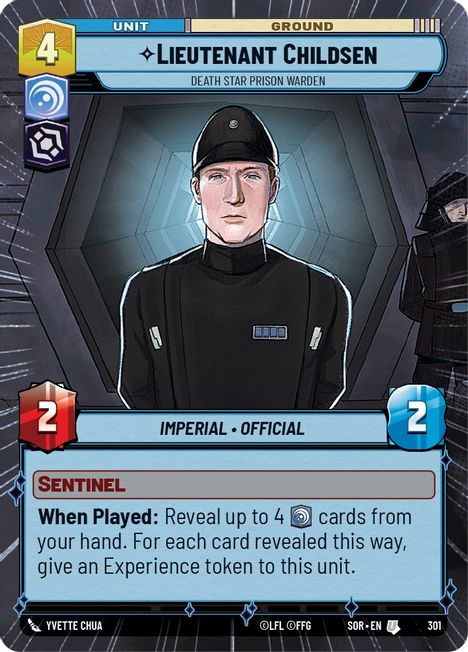 UNIT GROUND
4
LIEUTENANT CHILDSEN
DEATH STAR PRISON WARDEN
2 2
IMPERIAL • OFFICIAL
SENTINEL
When Played: Reveal up to 4 cards from
your hand. For each card revealed this way,
give an Experience token to this unit.
YVETTE CHUA ©LFL ©FFG SOR • EN 301